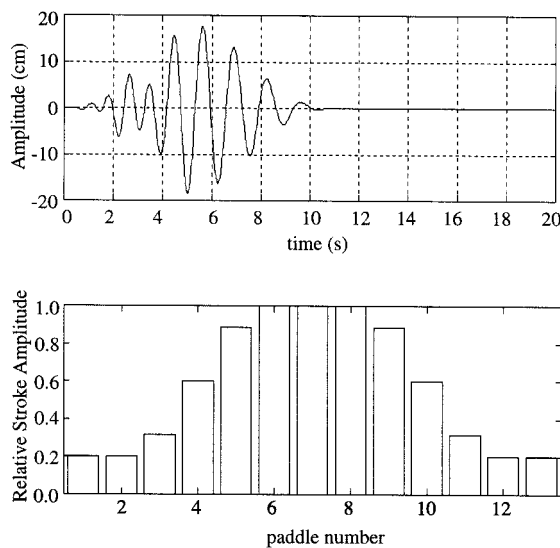 20
10
0
-10
-20
Amplitude (cm)
0 2 4 6 8 10 12 14 16 18 20
time (s)
1.0
0.8
0.6
0.4
0.2
0.0
Relative Stroke Amplitude
2 4 6 8 10 12
paddle number